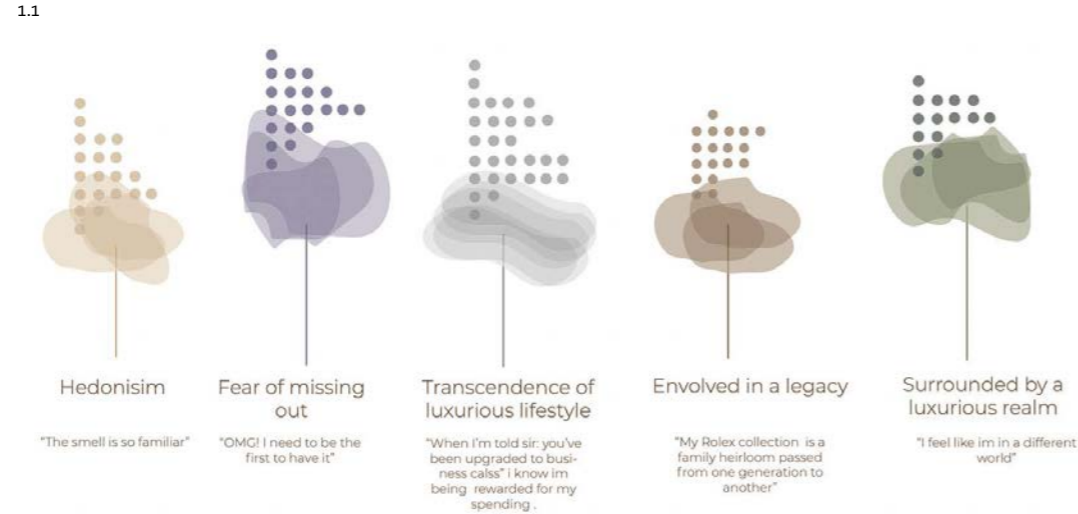 1.1
Hedonisim
"The smell is so familiar"
Fear of missing
out
"OMG! I need to be the
first to have it"
Transcendence of
luxurious lifestyle
"When I'm told sir: you've
been upgraded to busi-
ness calss" i know im
being rewarded for my
spending .
Envolved in a legacy
"My Rolex collection is a
family heirloom passed
from one generation to
another"
Surrounded by a
luxurious realm
"I feel like im in a different
world"